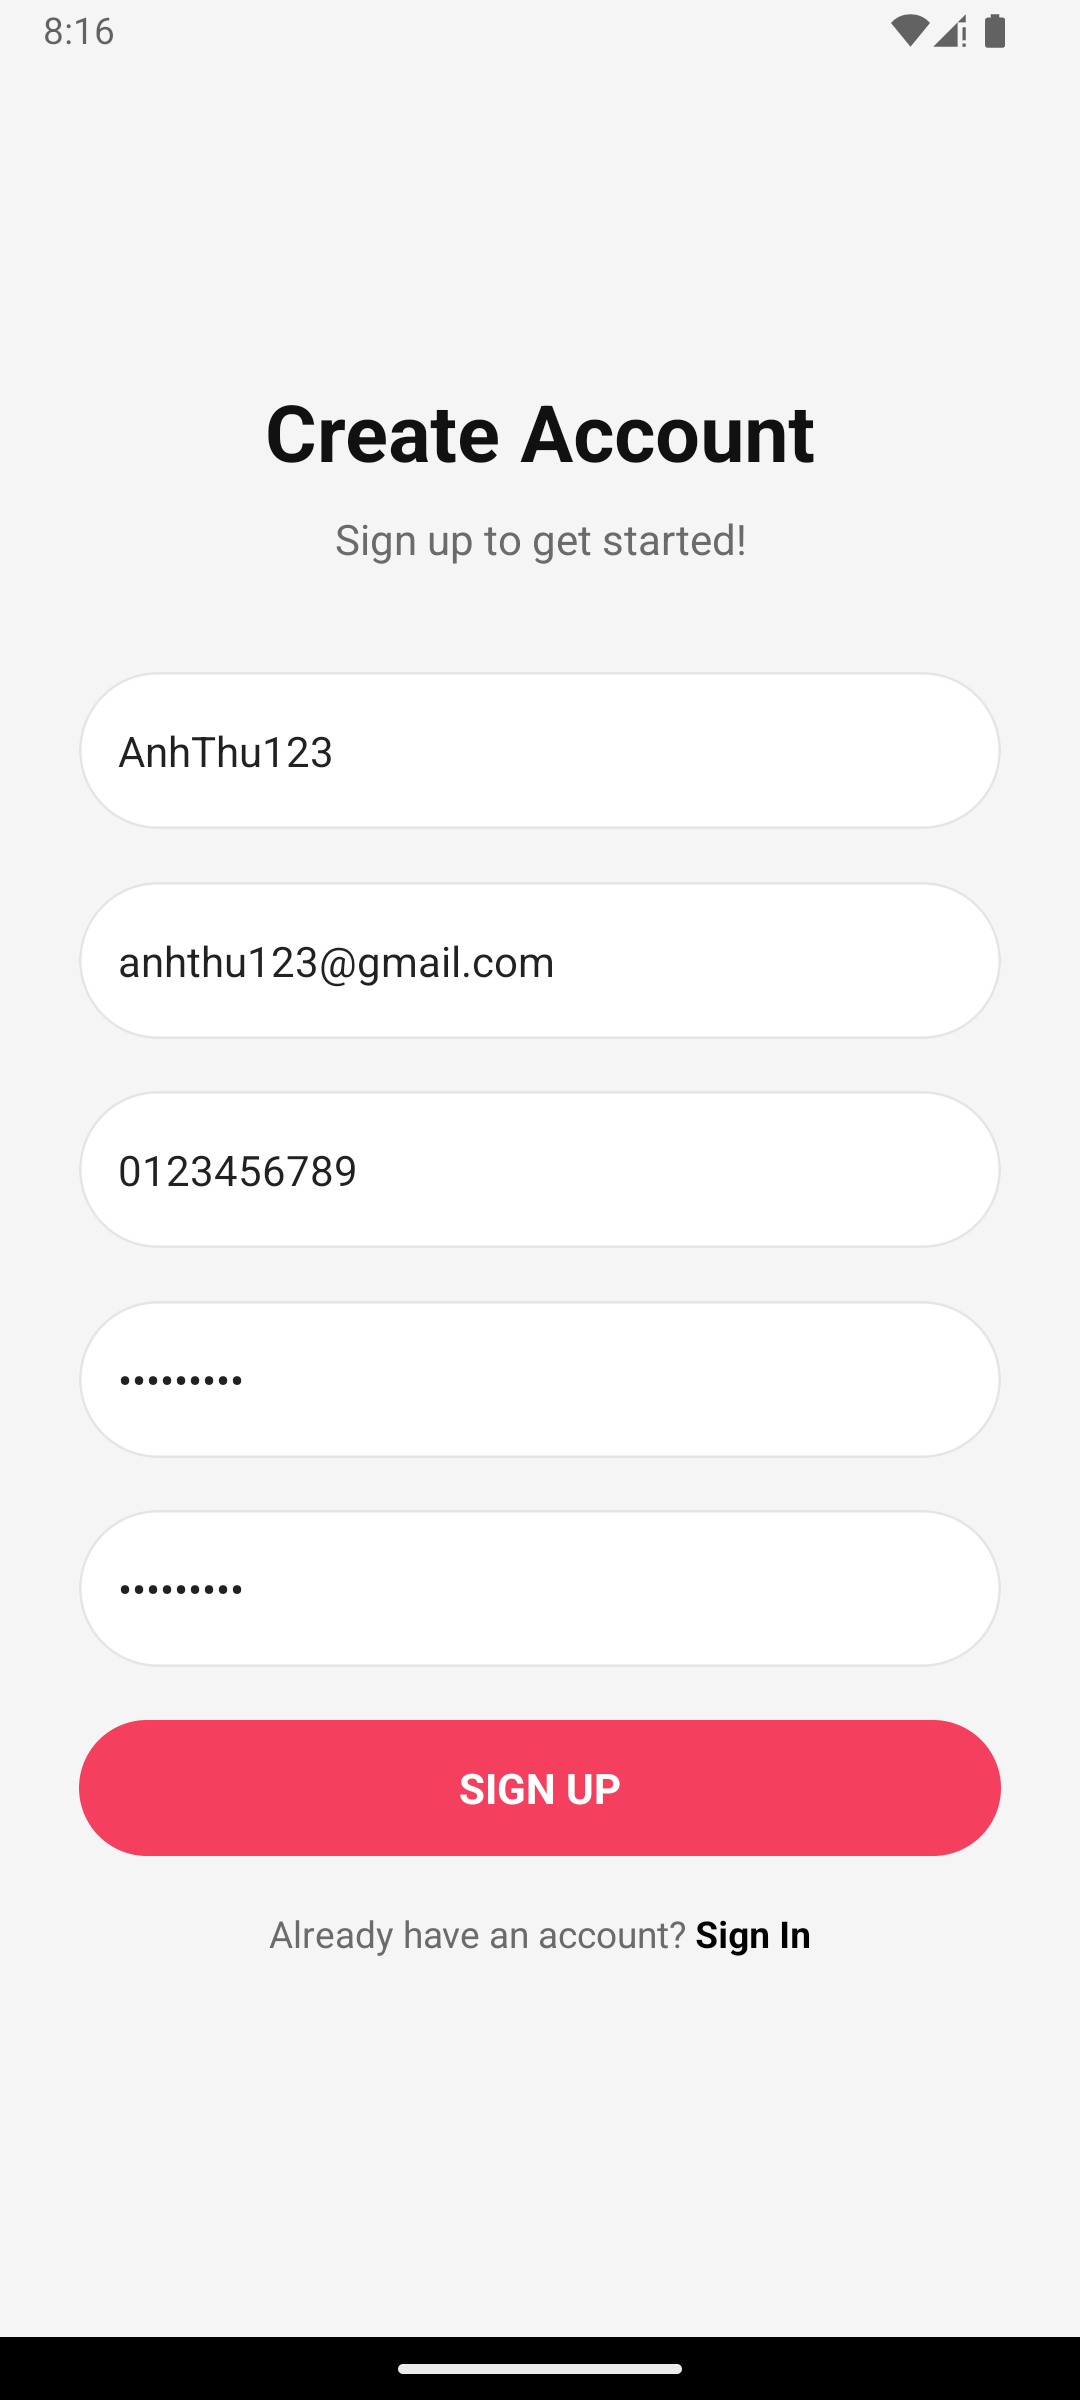 8:16
Create Account
Sign up to get started!
AnhThu123
anhthu123@gmail.com
0123456789
•••••••••
•••••••••
SIGN UP
Already have an account? Sign In